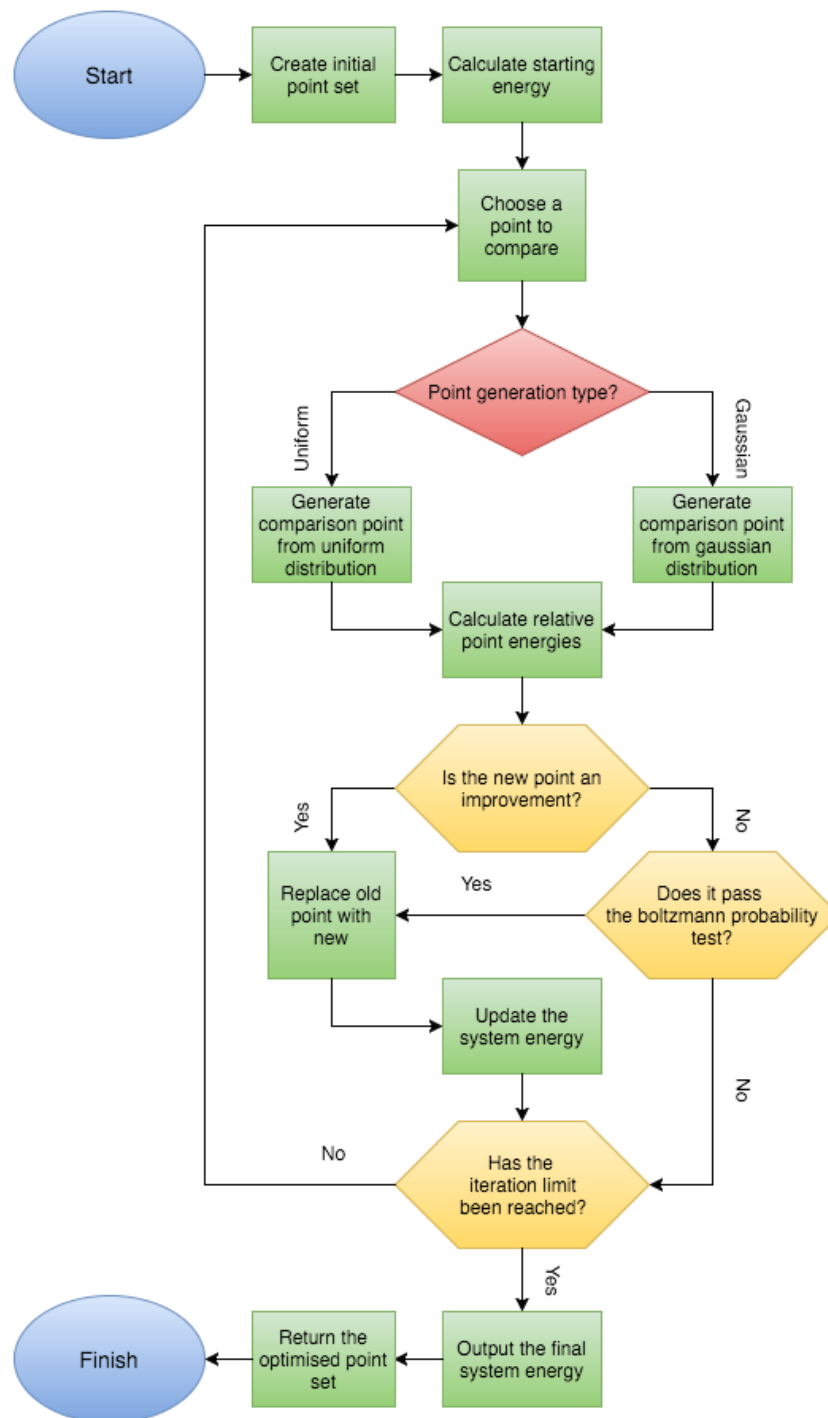 Start
Create initial
point set
Calculate starting
energy
Choose a
point to
compare
Point generation type?
Uniform
Gaussian
Generate
comparison point
from uniform
distribution
Generate
comparison point
from gaussian
distribution
Calculate relative
point energies
Is the new point an
improvement?
Yes
No
Replace old
point with
new
Yes
Does it pass
the boltzmann probability
test?
Update the
system energy
No
No
Has the
iteration limit
been reached?
Yes
Finish
Return the
optimised point
set
Output the final
system energy